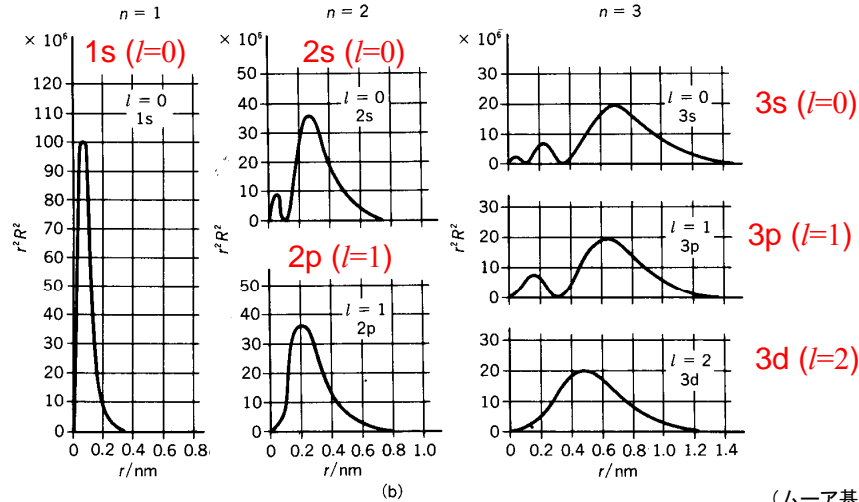 n = 1
× 10⁶
1s (l=0)
l = 0
1s
120
110
100
90
80
70
60
50
40
30
20
10
0
r²R²
0 0.2 0.4 0.6 0.8
r/nm
n = 2
× 10⁶
2s (l=0)
l = 0
2s
50
40
30
20
10
0
2p (l=1)
l = 1
2p
50
40
30
20
10
0
r²R²
0 0.2 0.4 0.6 0.8 1.0
r/nm
(b)
n = 3
× 10⁶
30
20
10
0
l = 0
3s
3s (l=0)
30
20
10
0
r²R²
l = 1
3p
3p (l=1)
30
20
10
0
l = 2
3d
3d (l=2)
0 0.2 0.4 0.6 0.8 1.0 1.2 1.4
r/nm
(ムーア基